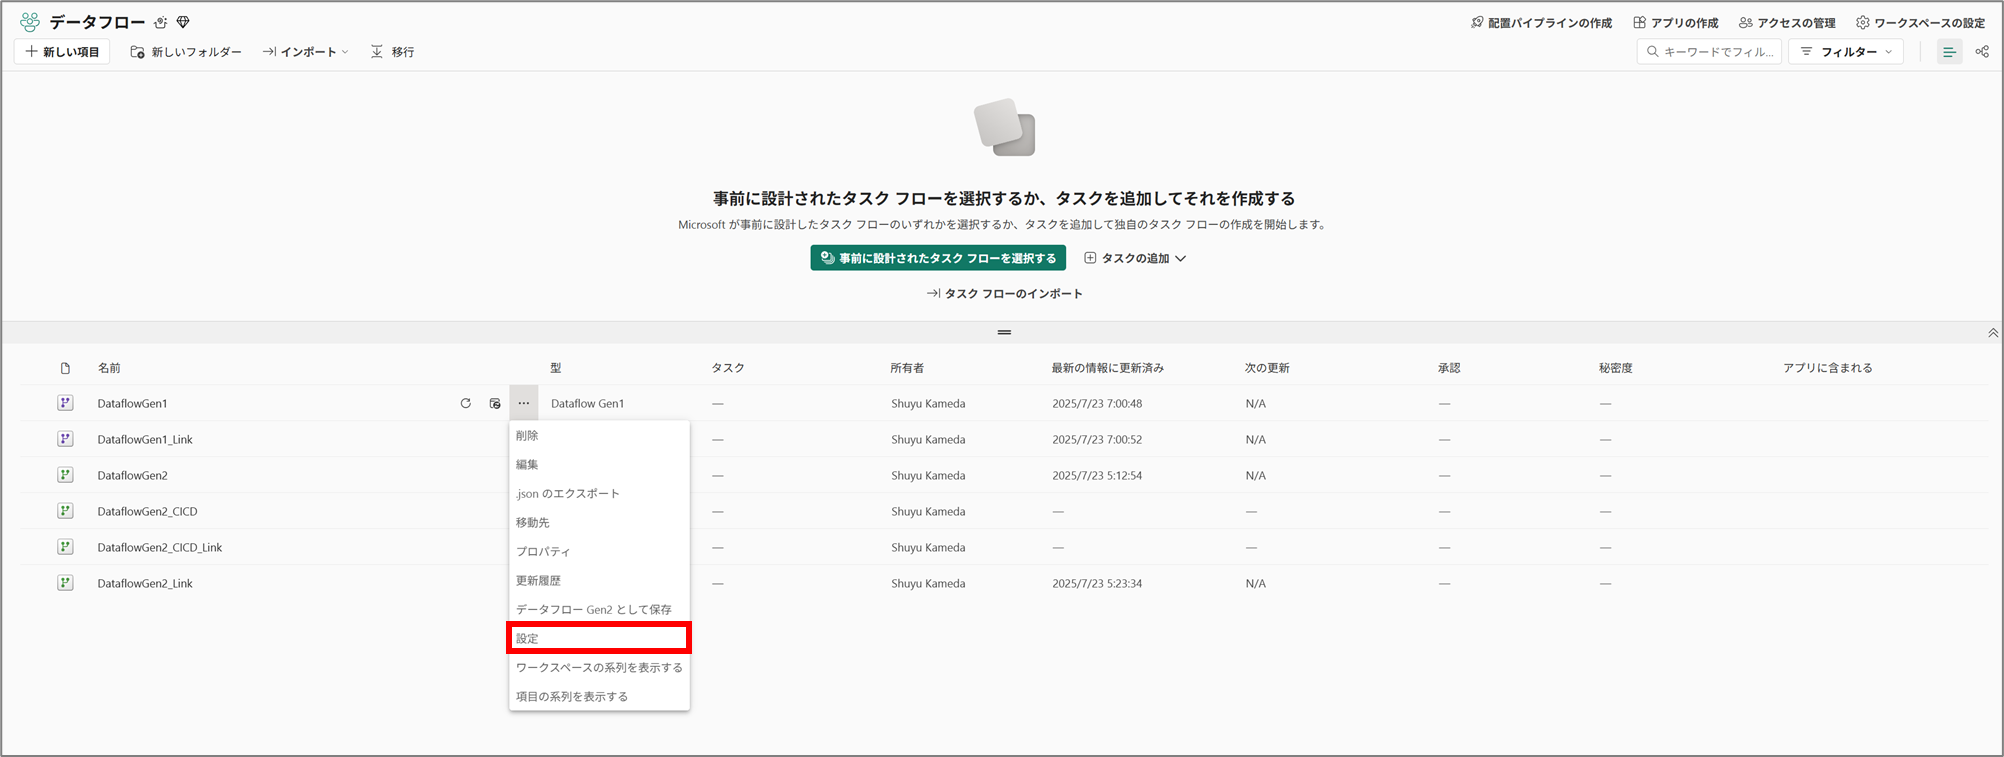 データフロー
配置パイプラインの作成 アプリの作成 アクセスの管理 ワークスペースの設定
新しい項目 新しいフォルダー インポート 移行
キーワードでフィル... フィルター
事前に設計されたタスク フローを選択するか、タスクを追加してそれを作成する
Microsoft が事前に設計したタスク フローのいずれかを選択するか、タスクを追加して独自のタスク フローの作成を開始します。
事前に設計されたタスク フローを選択する タスクの追加
タスク フローのインポート
名前 型 タスク 所有者 最新の情報に更新済み 次の更新 承認 秘密度 アプリに含まれる
DataflowGen1 ... Dataflow Gen1 — Shuyu Kameda 2025/7/23 7:00:48 N/A — —
DataflowGen1_Link — Shuyu Kameda 2025/7/23 7:00:52 N/A — —
DataflowGen2 — Shuyu Kameda 2025/7/23 5:12:54 N/A — —
DataflowGen2_CICD — Shuyu Kameda — — — —
DataflowGen2_CICD_Link — Shuyu Kameda — — — —
DataflowGen2_Link — Shuyu Kameda 2025/7/23 5:23:34 N/A — —
削除
編集
.json のエクスポート
移動先
プロパティ
更新履歴
データフロー Gen2 として保存
設定
ワークスペースの系列を表示する
項目の系列を表示する